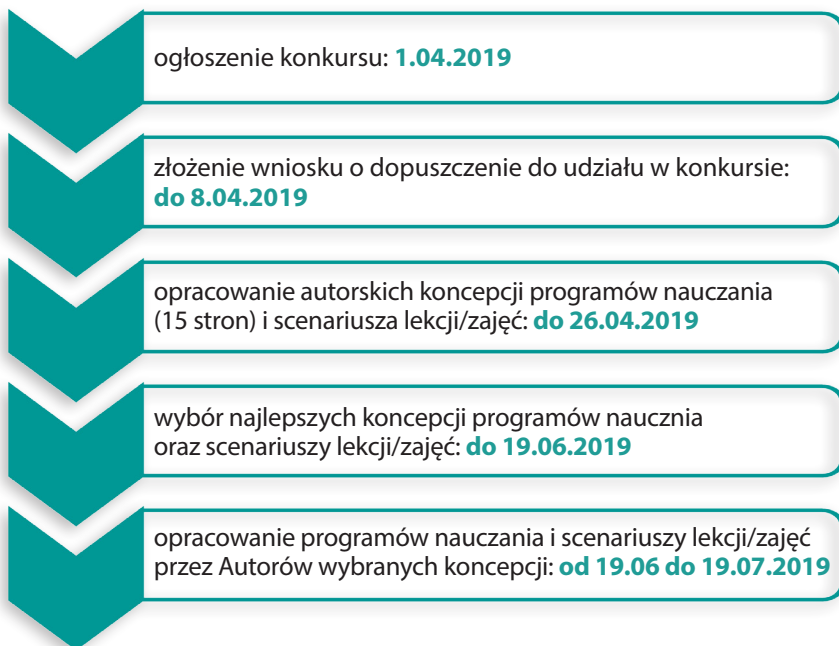 ogłoszenie konkursu: 1.04.2019
złożenie wniosku o dopuszczenie do udziału w konkursie:
do 8.04.2019
opracowanie autorskich koncepcji programów nauczania
(15 stron) i scenariusza lekcji/zajęć: do 26.04.2019
wybór najlepszych koncepcji programów naucznia
oraz scenariuszy lekcji/zajęć: do 19.06.2019
opracowanie programów nauczania i scenariuszy lekcji/zajęć
przez Autorów wybranych koncepcji: od 19.06 do 19.07.2019